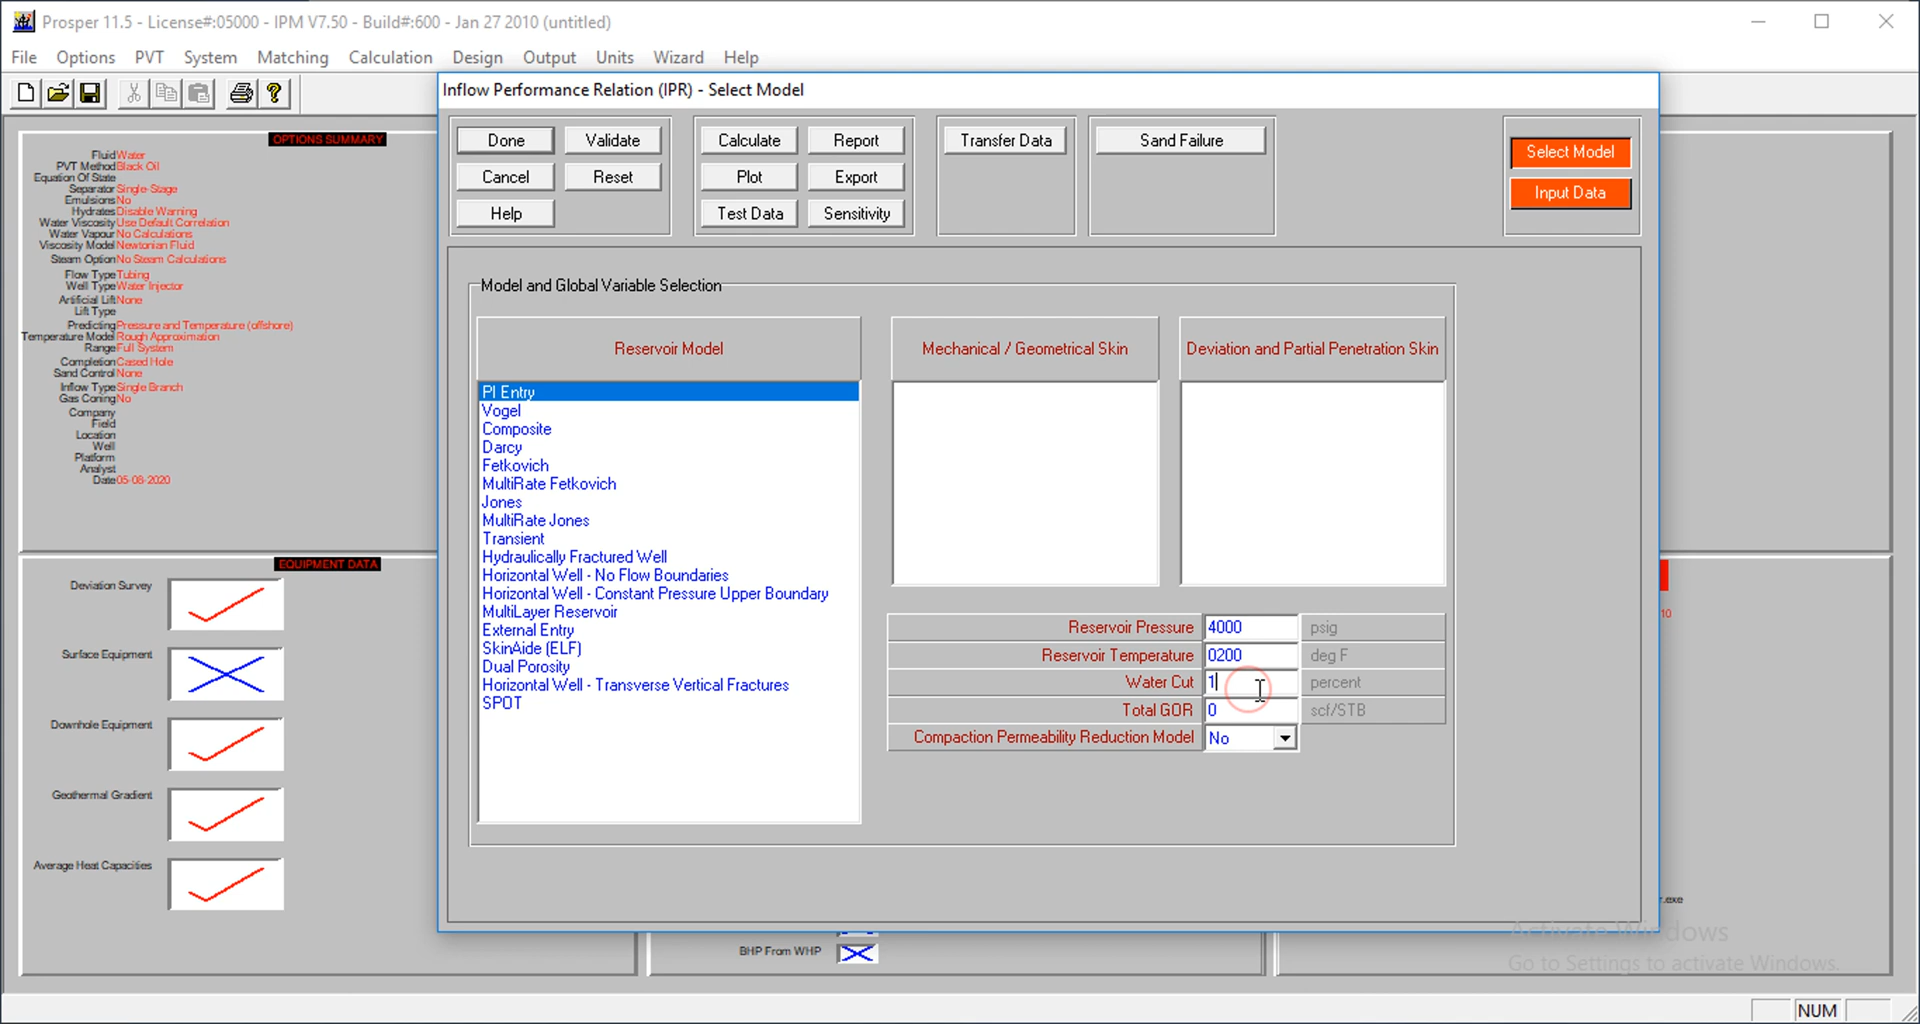 Prosper 11.5 - License#:05000 - IPM V7.50 - Build#:600 - Jan 27 2010 (untitled)
File Options PVT System Matching Calculation Design Output Units Wizard Help
Inflow Performance Relation (IPR) - Select Model
Done Validate Calculate Report Transfer Data Sand Failure Select Model
Cancel Reset Plot Export Input Data
Help Test Data Sensitivity
OPTIONS SUMMARY
Fluid Water
PVT Method Black Oil
Equation Of State
Separator Single-Stage
Emulsions No
Hydrates Disable Warning
Water Viscosity Use Default Correlation
Water Vapour No Calculations
Viscosity Model Newtonian Fluid
Steam Option No Steam Calculations
Flow Type Tubing
Well Type Water Injector
Artificial Lift None
Lift Type
Predicting Pressure and Temperature (offshore)
Temperature Model Rough Approximation
Range Full System
Completion Cased Hole
Sand Control None
Inflow Type Single Branch
Gas Coning No
Company
Field
Location
Well
Platform
Analyst
Date 05-08-2020
EQUIPMENT DATA
Deviation Survey
Surface Equipment
Downhole Equipment
Geothermal Gradient
Average Heat Capacities
Model and Global Variable Selection
Reservoir Model
PI Entry
Vogel
Composite
Darcy
Fetkovich
MultiRate Fetkovich
Jones
MultiRate Jones
Transient
Hydraulically Fractured Well
Horizontal Well - No Flow Boundaries
Horizontal Well - Constant Pressure Upper Boundary
MultiLayer Reservoir
External Entry
SkinAide (ELF)
Dual Porosity
Horizontal Well - Transverse Vertical Fractures
SPOT
Mechanical / Geometrical Skin
Deviation and Partial Penetration Skin
Reservoir Pressure 4000 psig
Reservoir Temperature 0200 deg F
Water Cut 1 percent
Total GOR 0 scf/STB
Compaction Permeability Reduction Model No
10
r.exe
BHP From WHP
Activate Windows
Go to Settings to activate Windows.
NUM